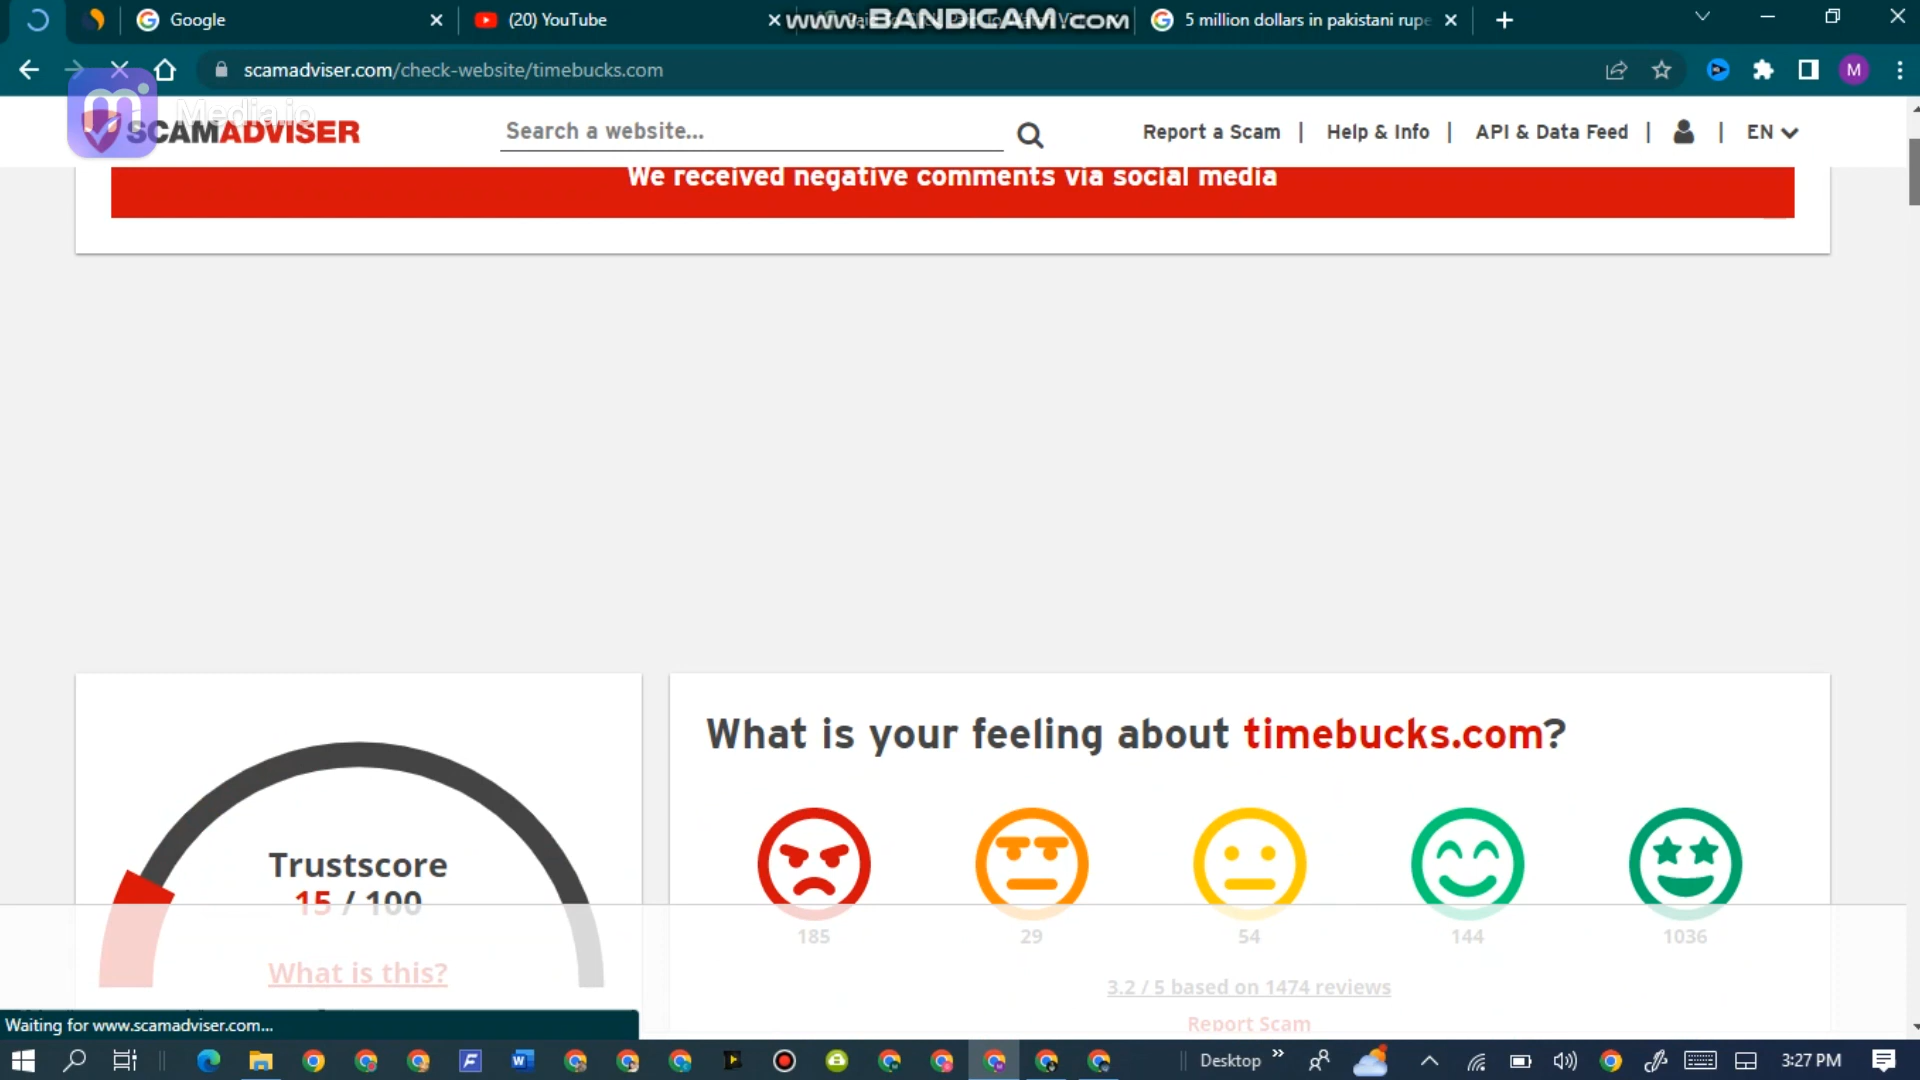 Google
(20) YouTube
www.BANDICAM.com
5 million dollars in pakistani rupe
scamadviser.com/check-website/timebucks.com
M
Media.io
SCAMADVISER
Search a website...
Report a Scam | Help & Info | API & Data Feed | | EN
We received negative comments via social media
What is your feeling about timebucks.com?
Trustscore
15 / 100
What is this?
185 29 54 144 1036
3.2 / 5 based on 1474 reviews
Report Scam
Waiting for www.scamadviser.com...
Desktop
3:27 PM